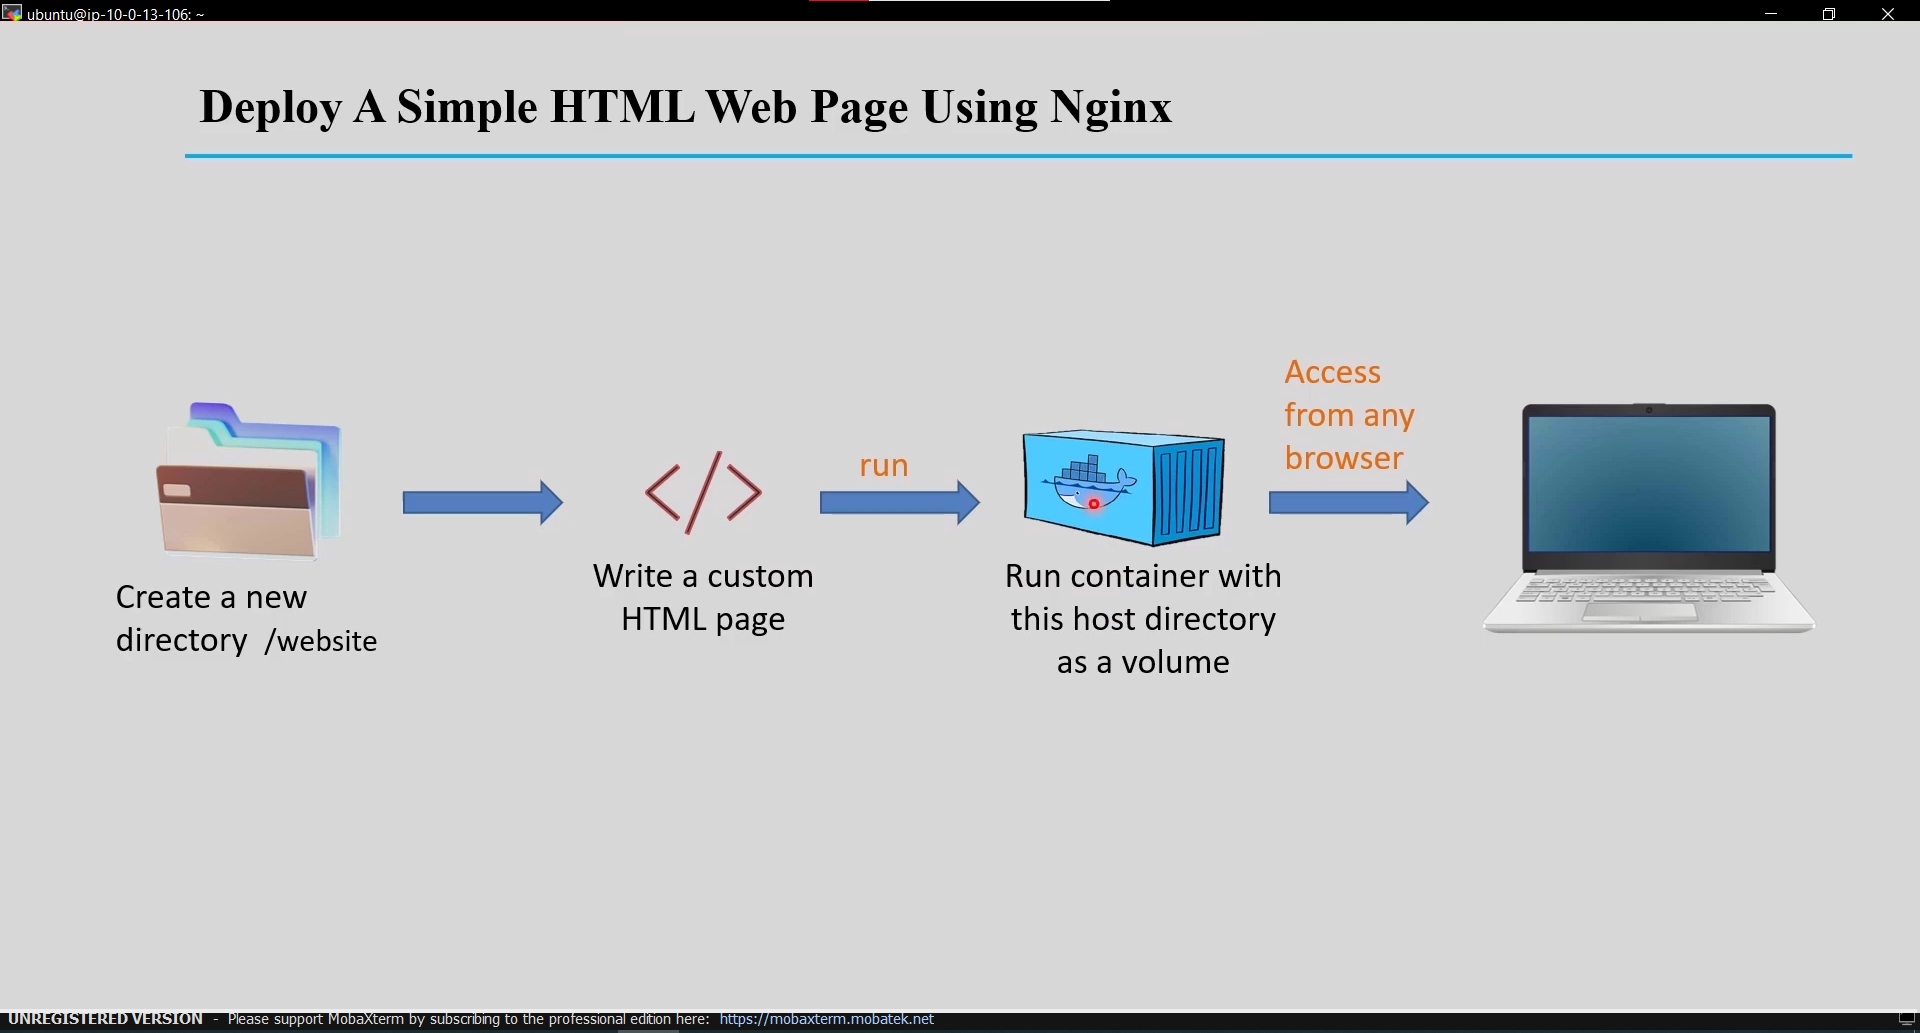 ubuntu@ip-10-0-13-106: ~
Deploy A Simple HTML Web Page Using Nginx
Create a new
directory /website
</>
Write a custom
HTML page
run
Run container with
this host directory
as a volume
Access
from any
browser
UNREGISTERED VERSION - Please support MobaXterm by subscribing to the professional edition here: https://mobaxterm.mobatek.net